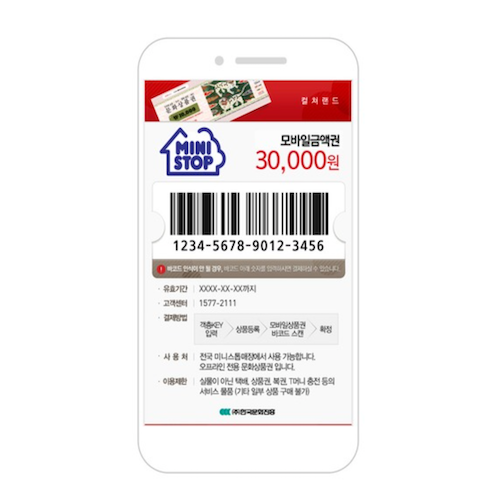 문화상품권
컬처랜드
MINI
STOP
모바일금액권
30,000원
1234-5678-9012-3456
바코드 인식이 안 될 경우, 바코드 아래 숫자를 입력하시면 결제하실 수 있습니다.
· 유효기간 XXXX-XX-XX까지
· 고객센터 1577-2111
· 결제방법 객층KEY 입력 > 상품등록 > 모바일상품권 바코드 스캔 > 확정
· 사 용 처 전국 미니스톱매장에서 사용 가능합니다.
오프라인 전용 문화상품권 입니다.
· 이용제한 실물이 아닌 택배, 상품권, 복권, T머니 충전 등의
서비스 물품 (기타 일부 상품 구매 불가)
(주)한국문화진흥